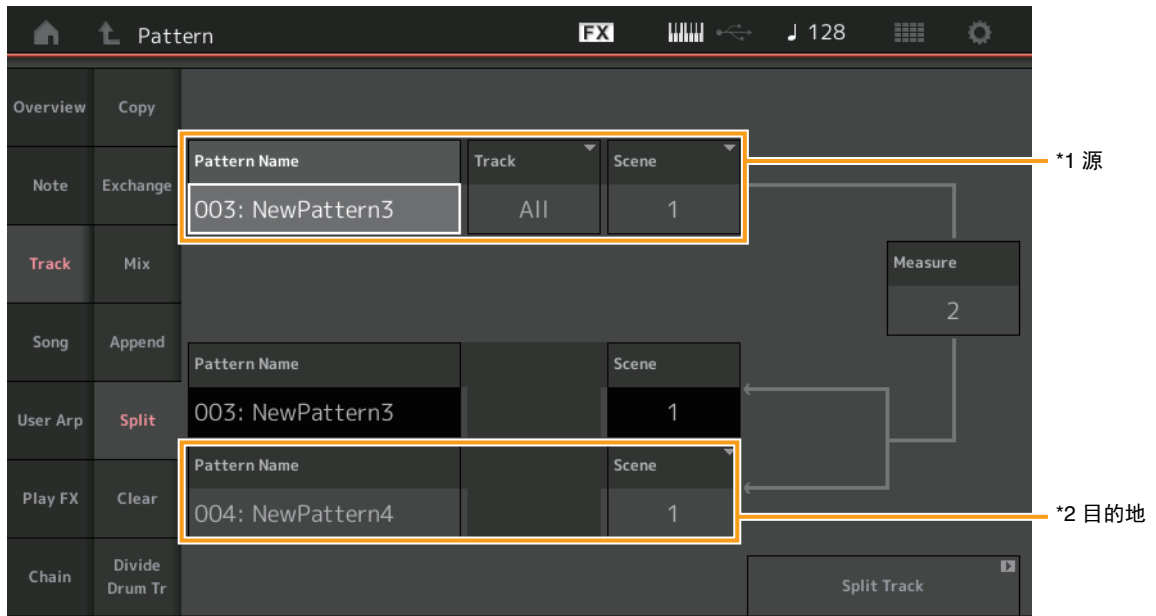 Pattern
FX
128
Overview
Copy
Pattern Name
Track
Scene
*1 源
Note
Exchange
003: NewPattern3
All
1
Track
Mix
Measure
2
Song
Append
Pattern Name
Scene
User Arp
Split
003: NewPattern3
1
Pattern Name
Scene
Play FX
Clear
004: NewPattern4
1
*2 目的地
Chain
Divide
Drum Tr
Split Track